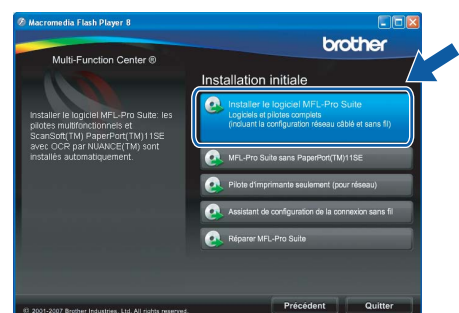 Macromedia Flash Player 8
brother
Multi-Function Center ®
Installation initiale
Installer le logiciel MFL-Pro Suite
Logiciels et pilotes complets
(incluant la configuration réseau câblé et sans fil)
Installer le logiciel MFL-Pro Suite: les
pilotes multifonctionnels et
ScanSoft(TM) PaperPort(TM)11SE
avec OCR par NUANCE(TM) sont
installés automatiquement.
MFL-Pro Suite sans PaperPort(TM)11SE
Pilote d'imprimante seulement (pour réseau)
Assistant de configuration de la connexion sans fil
Réparer MFL-Pro Suite
© 2001-2007 Brother Industries, Ltd. All rights reserved.
Précédent
Quitter